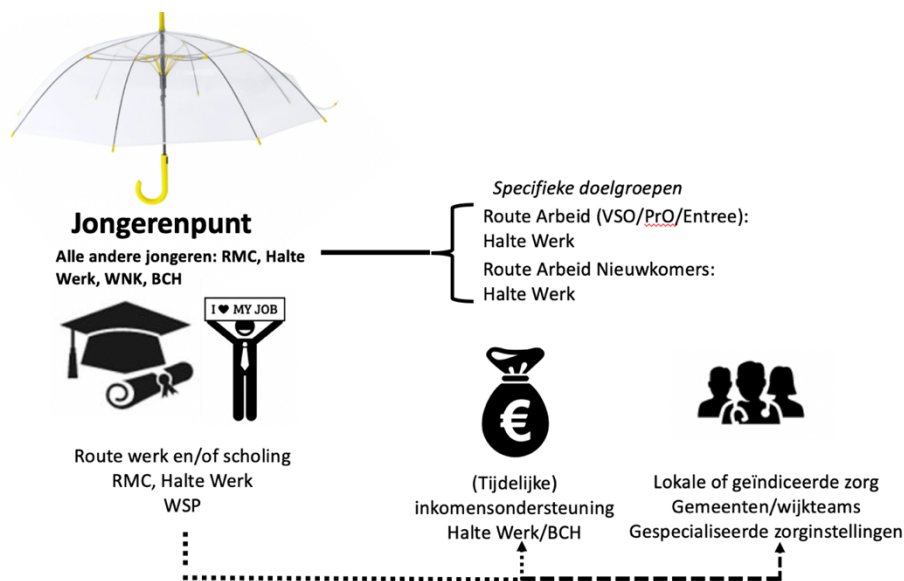 Jongerenpunt
Alle andere jongeren: RMC, Halte
Werk, WNK, BCH
Specifieke doelgroepen
Route Arbeid (VSO/PrO/Entree):
Halte Werk
Route Arbeid Nieuwkomers:
Halte Werk
I ♥ MY JOB
Route werk en/of scholing
RMC, Halte Werk
WSP
€
(Tijdelijke)
inkomensondersteuning
Halte Werk/BCH
Lokale of geïndiceerde zorg
Gemeenten/wijkteams
Gespecialiseerde zorginstellingen